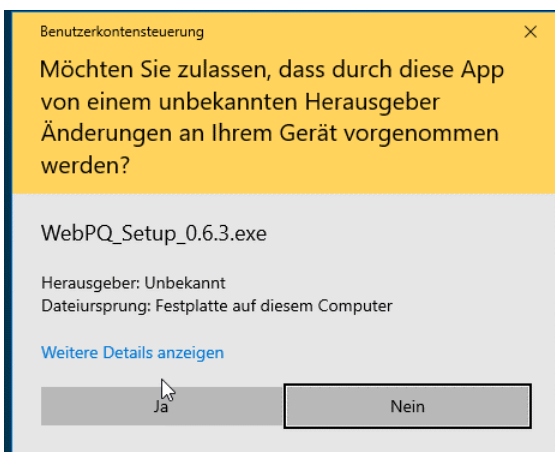 Benutzerkontensteuerung
Möchten Sie zulassen, dass durch diese App
von einem unbekannten Herausgeber
Änderungen an Ihrem Gerät vorgenommen
werden?
WebPQ_Setup_0.6.3.exe
Herausgeber: Unbekannt
Dateiursprung: Festplatte auf diesem Computer
Weitere Details anzeigen
Ja
Nein